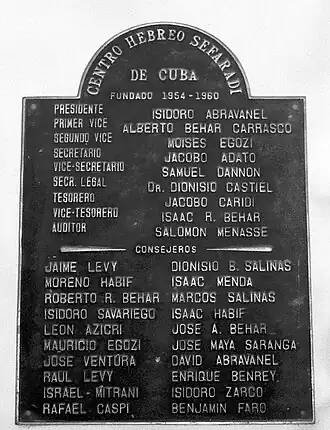 CENTRO HEBREO SEFARADI
DE CUBA
FUNDADO 1954-1960
PRESIDENTE ISIDORO ABRAVANEL
PRIMER VICE ALBERTO BEHAR CARRASCO
SEGUNDO VICE MOISES EGOZI
SECRETARIO JACOBO ADATO
VICE-SECRETARIO SAMUEL DANNON
SECR. LEGAL DR. DIONISIO CASTIEL
TESORERO JACOBO CARIDI
VICE-TESORERO ISAAC R. BEHAR
AUDITOR SALOMON MENASSE
CONSEJEROS
JAIME LEVY DIONISIO B. SALINAS
MORENO HABIF ISAAC MENDA
ROBERTO R. BEHAR MARCOS SALINAS
ISIDORO SAVARIEGO ISAAC HABIF
LEON AZICRI JOSE A. BEHAR
MAURICIO EGOZI JOSE MAYA SARANGA
JOSE VENTURA DAVID ABRAVANEL
RAUL LEVY ENRIQUE BENREY
ISRAEL-MITRANI ISIDORO ZARCO
RAFAEL CASPI BENJAMIN FARO